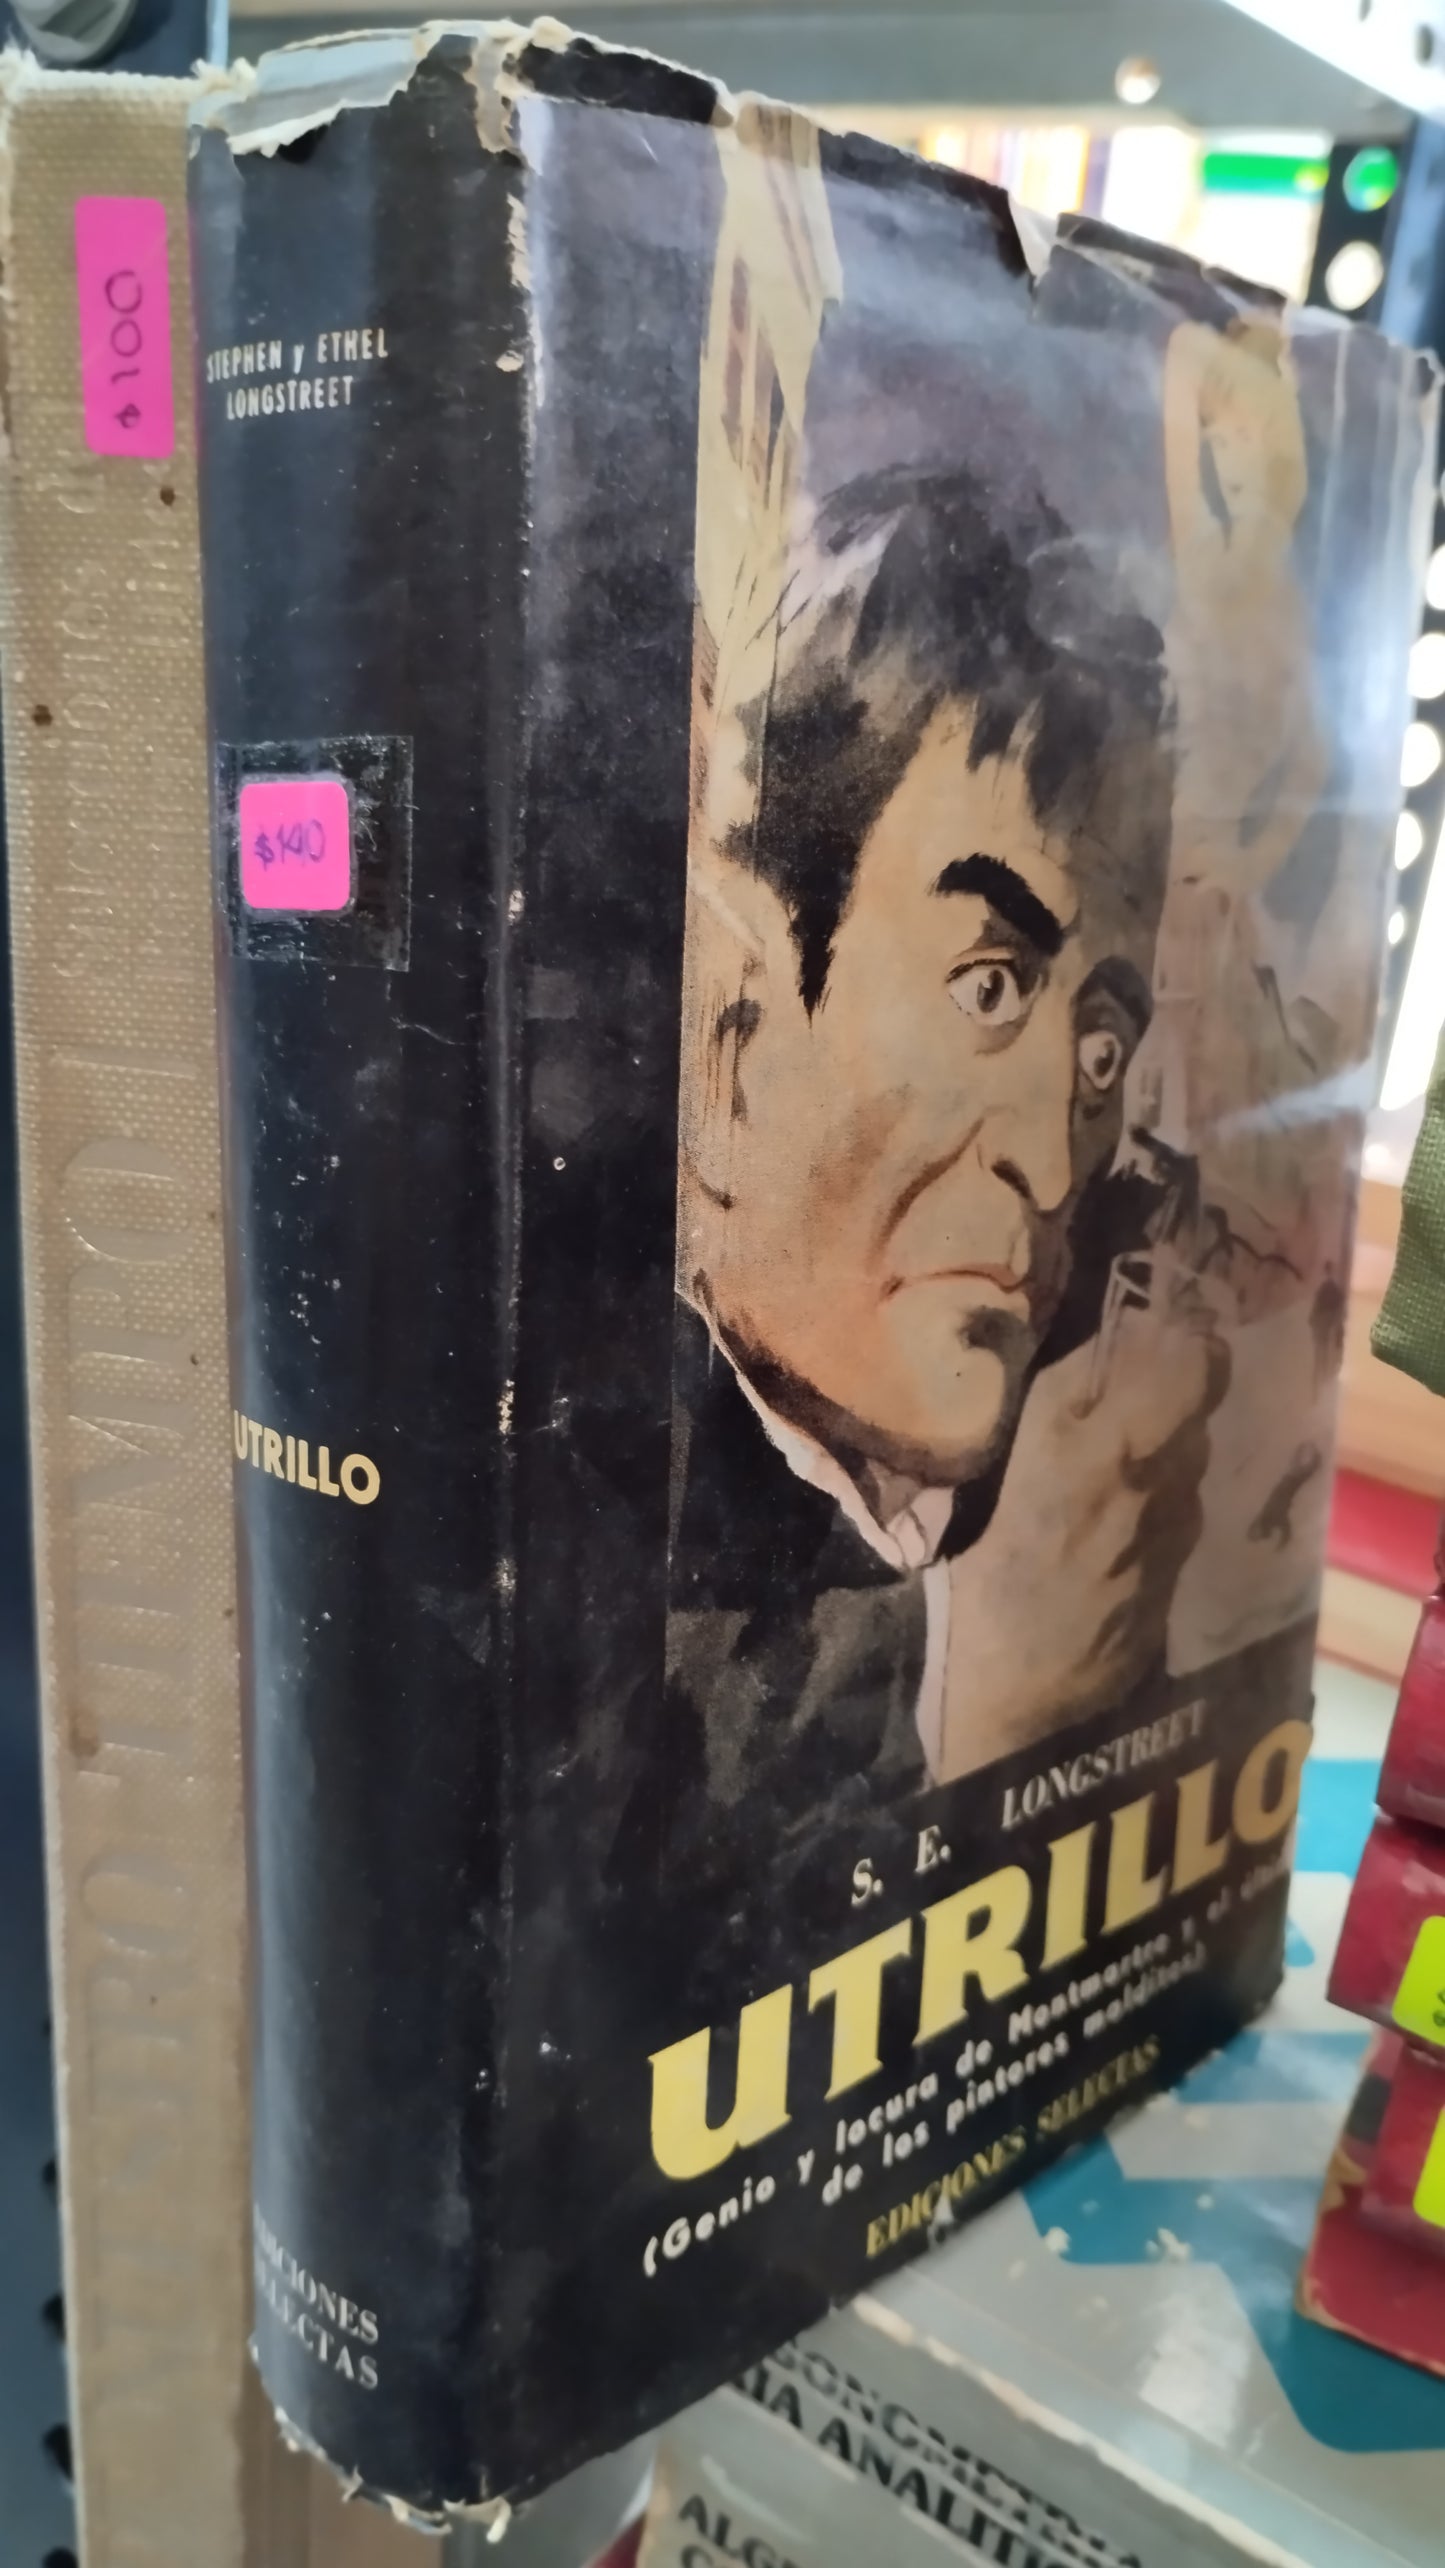 $100
STEPHEN y ETHEL
LONGSTREET
$140
UTRILLO
EDICIONES
SELECTAS
S. E. LONGSTREET
UTRILLO
(Genio y locura de Montmartre y el
de los pintores malditos)
EDICIONES SELECTAS
ANALITI